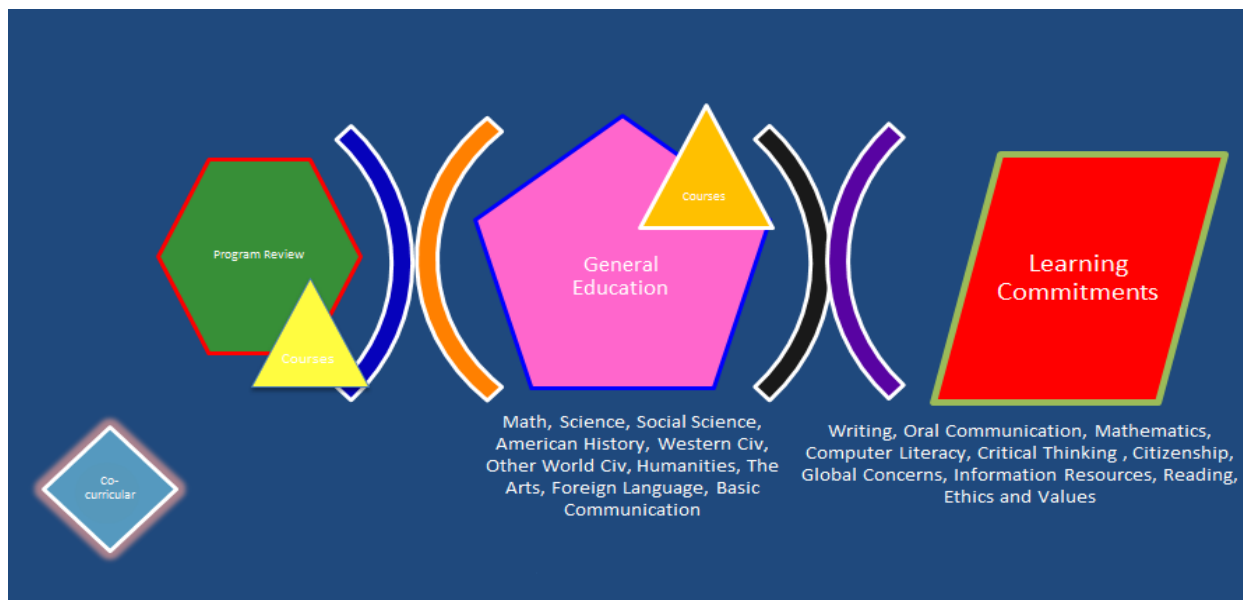 Program Review
Courses
General
Education
Courses
Learning
Commitments
Math, Science, Social Science,
American History, Western Civ,
Other World Civ, Humanities, The
Arts, Foreign Language, Basic
Communication
Writing, Oral Communication, Mathematics,
Computer Literacy, Critical Thinking , Citizenship,
Global Concerns, Information Resources, Reading,
Ethics and Values
Co-
curricular